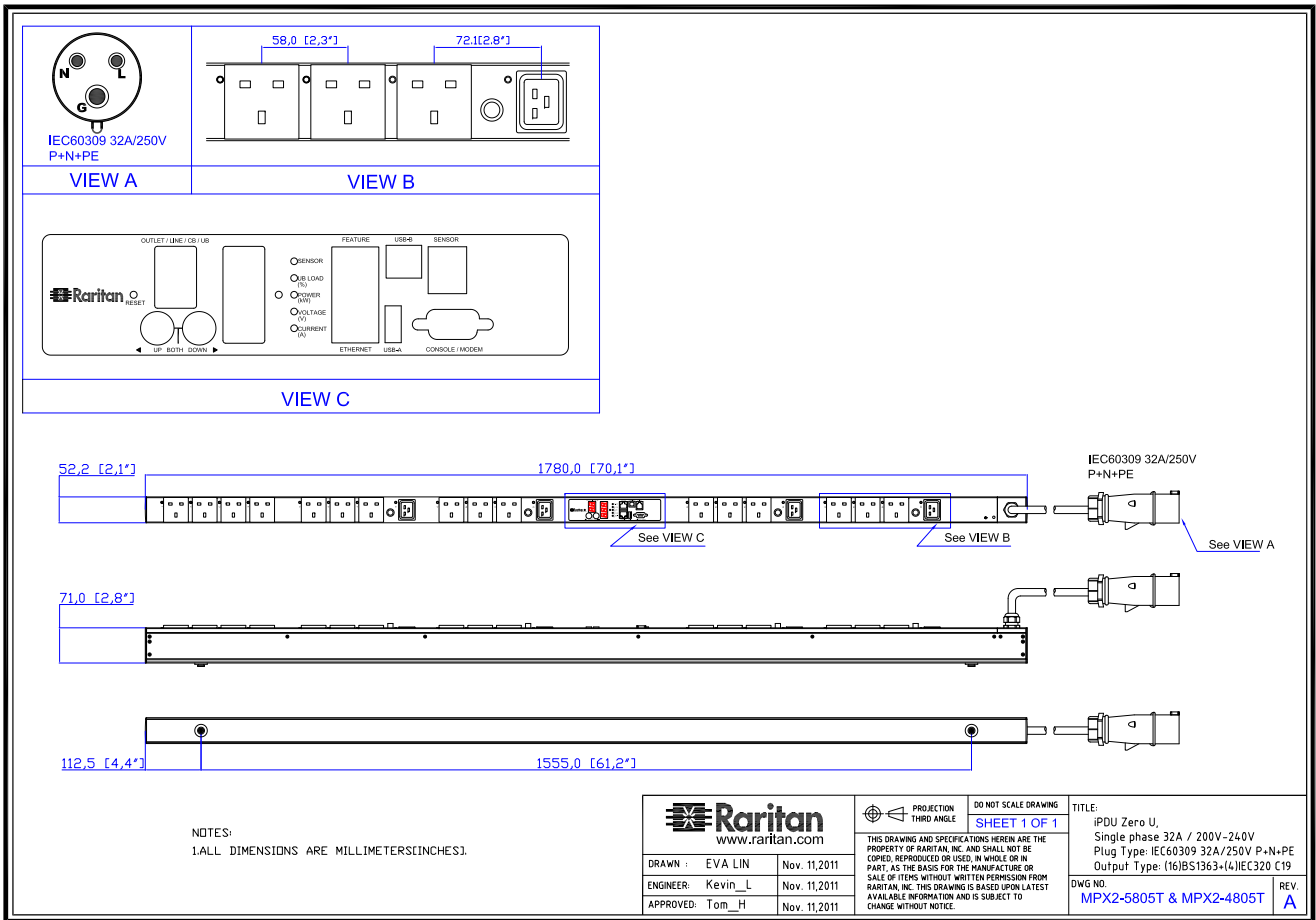 58,0 [2,3"]
72.1[2.8"]
N
L
G
IEC60309 32A/250V
P+N+PE
VIEW A
VIEW B
OUTLET / LINE / CB / UB
FEATURE
USB-B
SENSOR
SENSOR
UB LOAD
(%)
POWER
(kW)
VOLTAGE
(V)
CURRENT
(A)
Raritan
RESET
UP BOTH DOWN
ETHERNET
USB-A
CONSOLE / MODEM
VIEW C
52,2 [2,1"]
1780,0 [70,1"]
IEC60309 32A/250V
P+N+PE
See VIEW C
See VIEW B
See VIEW A
71,0 [2,8"]
112,5 [4,4"]
1555,0 [61,2"]
NOTES:
1.ALL DIMENSIONS ARE MILLIMETERS[INCHES].
Raritan
www.raritan.com
DRAWN : EVA LIN Nov. 11,2011
ENGINEER: Kevin_L Nov. 11,2011
APPROVED: Tom_H Nov. 11,2011
PROJECTION
THIRD ANGLE
DO NOT SCALE DRAWING
SHEET 1 OF 1
THIS DRAWING AND SPECIFICATIONS HEREIN ARE THE
PROPERTY OF RARITAN, INC. AND SHALL NOT BE
COPIED, REPRODUCED OR USED, IN WHOLE OR IN
PART, AS THE BASIS FOR THE MANUFACTURE OR
SALE OF ITEMS WITHOUT WRITTEN PERMISSION FROM
RARITAN, INC. THIS DRAWING IS BASED UPON LATEST
AVAILABLE INFORMATION AND IS SUBJECT TO
CHANGE WITHOUT NOTICE.
TITLE:
iPDU Zero U,
Single phase 32A / 200V-240V
Plug Type: IEC60309 32A/250V P+N+PE
Output Type: (16)BS1363+(4)IEC320 C19
DWG NO.
MPX2-5805T & MPX2-4805T
REV.
A